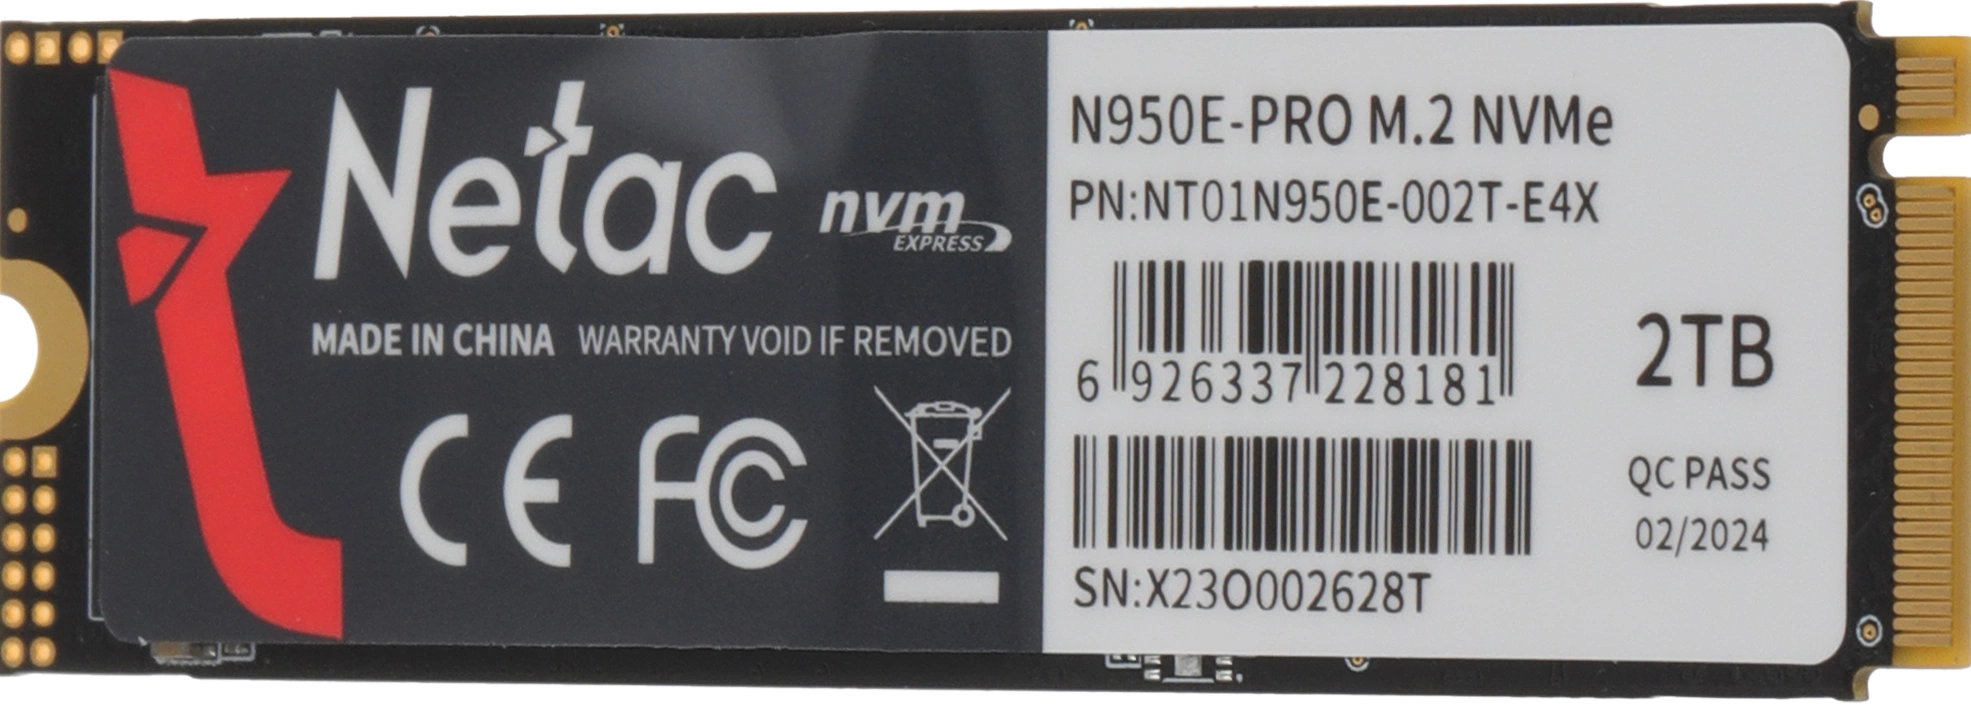 Netac
nvm
EXPRESS
MADE IN CHINA WARRANTY VOID IF REMOVED
CE FC
N950E-PRO M.2 NVMe
PN:NT01N950E-002T-E4X
6 926337 228181
2TB
QC PASS
02/2024
SN:X23O002628T